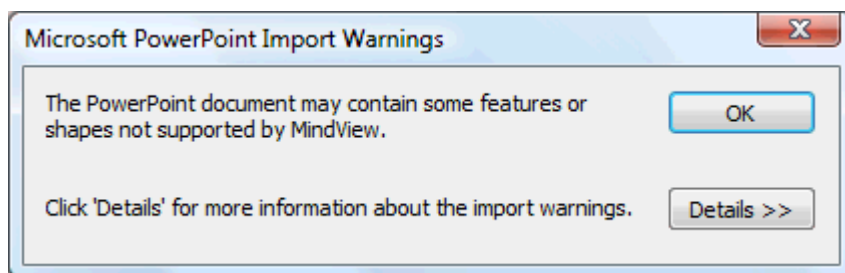 Microsoft PowerPoint Import Warnings
The PowerPoint document may contain some features or
shapes not supported by MindView.
OK
Click 'Details' for more information about the import warnings.
Details >>